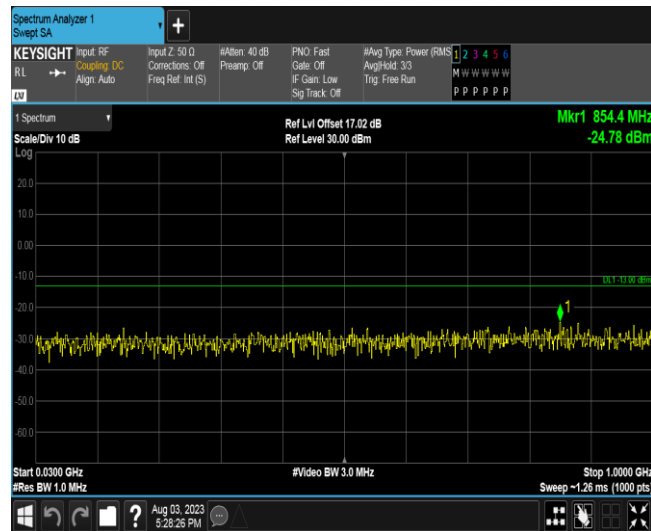 Spectrum Analyzer 1
Swept SA
+
KEYSIGHT
RL
LXI
Input: RF
Coupling: DC
Align: Auto
Input Z: 50 Ω
Corrections: Off
Freq Ref: Int (S)
#Atten: 40 dB
Preamp: Off
PNO: Fast
Gate: Off
IF Gain: Low
Sig Track: Off
#Avg Type: Power (RMS
Avg|Hold: 3/3
Trig: Free Run
1 2 3 4 5 6
M W W W W W
P P P P P P
1 Spectrum
Scale/Div 10 dB
Log
Ref Lvl Offset 17.02 dB
Ref Level 30.00 dBm
Mkr1 854.4 MHz
-24.78 dBm
20.0
10.0
0.00
-10.0
DL1 -13.00 dBm
-20.0
1
-30.0
-40.0
-50.0
-60.0
Start 0.0300 GHz
#Res BW 1.0 MHz
#Video BW 3.0 MHz
Stop 1.0000 GHz
Sweep ~1.26 ms (1000 pts)
?
Aug 03, 2023
5:28:26 PM